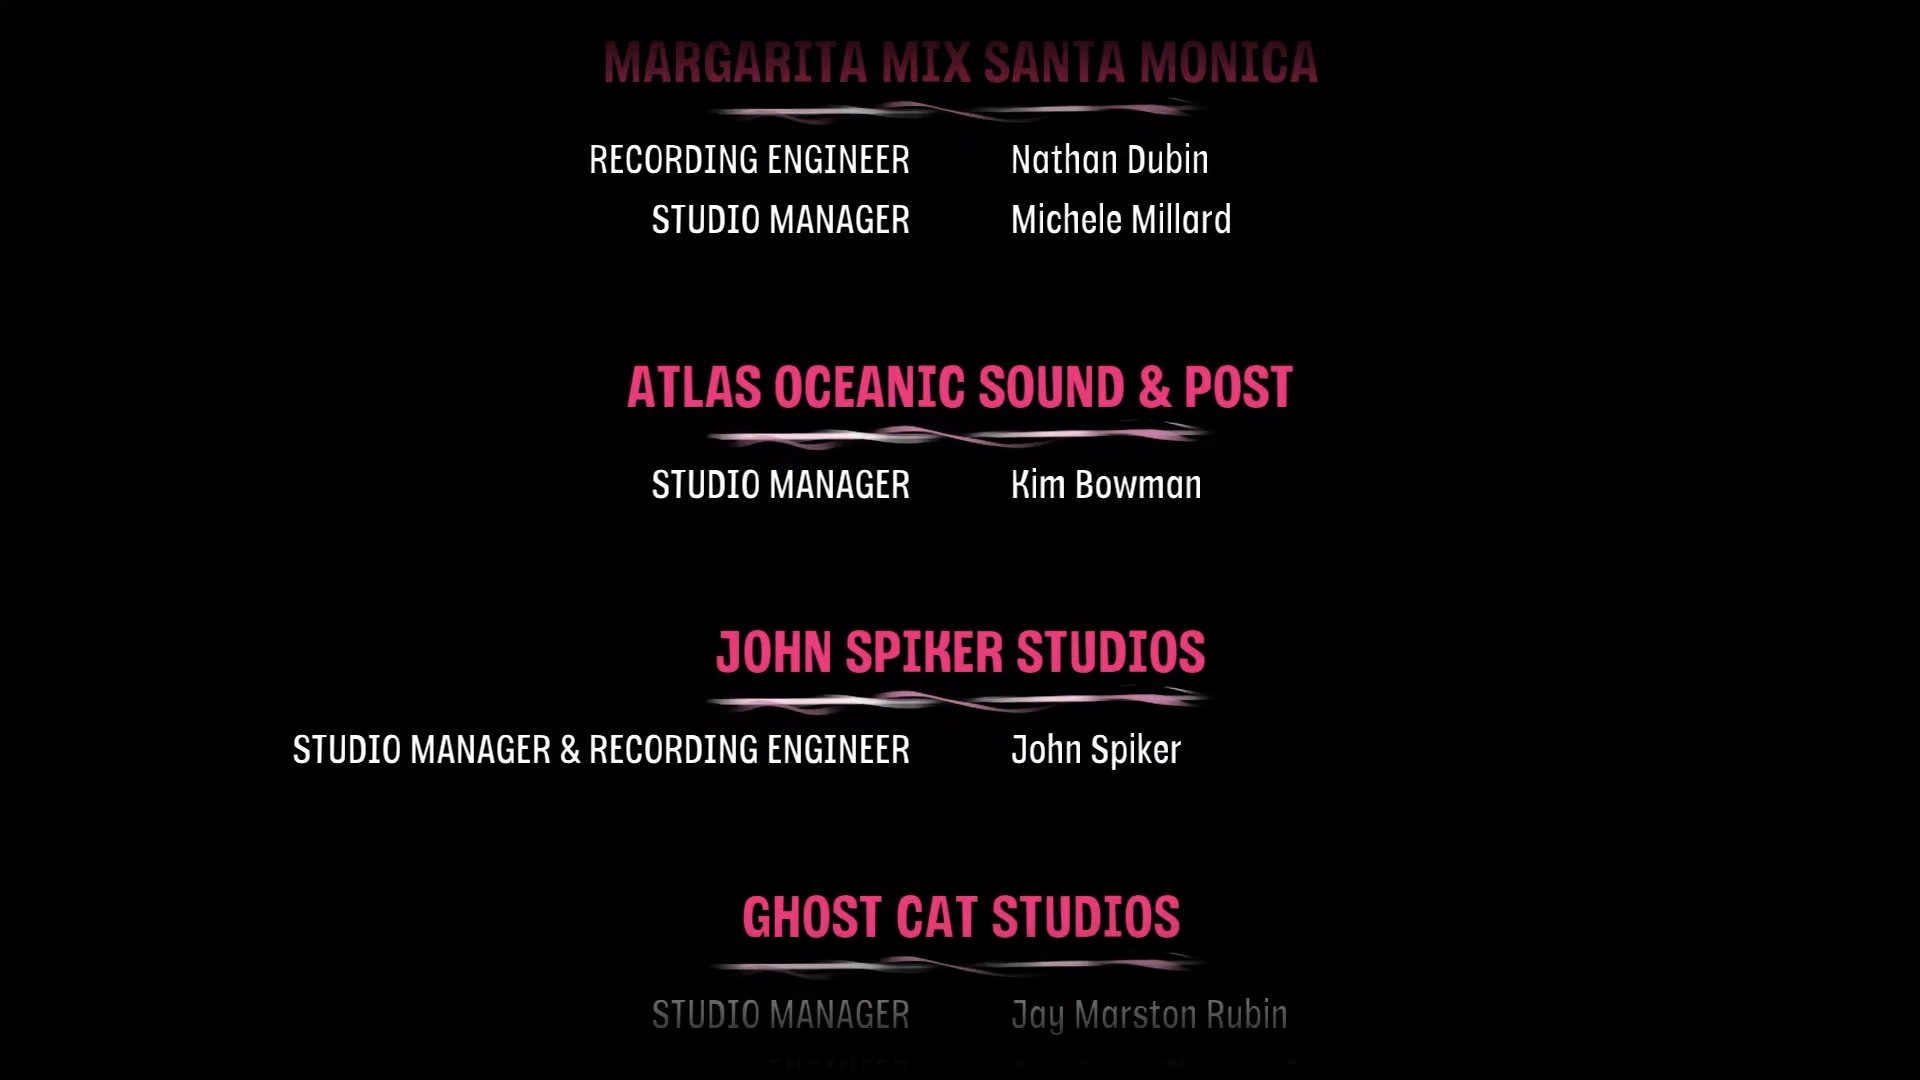 MARGARITA MIX SANTA MONICA
RECORDING ENGINEER Nathan Dubin
STUDIO MANAGER Michele Millard
ATLAS OCEANIC SOUND & POST
STUDIO MANAGER Kim Bowman
JOHN SPIKER STUDIOS
STUDIO MANAGER & RECORDING ENGINEER John Spiker
GHOST CAT STUDIOS
STUDIO MANAGER Jay Marston Rubin